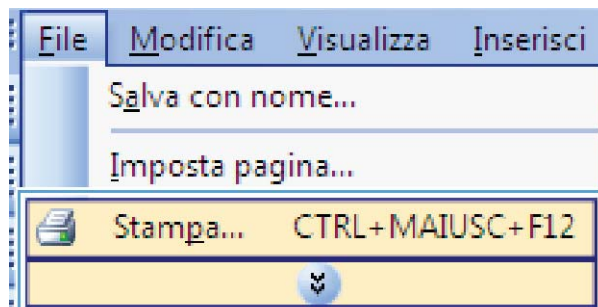 File Modifica Visualizza Inserisci
Salva con nome...
Imposta pagina...
Stampa... CTRL+MAIUSC+F12